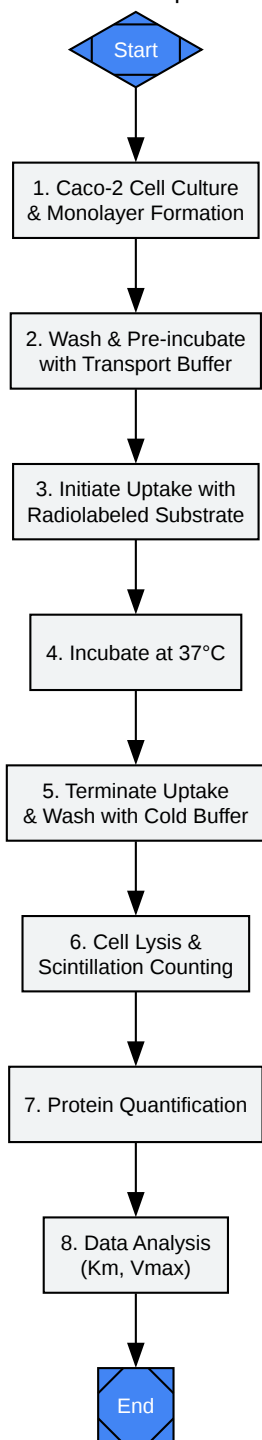 Start
1. Caco-2 Cell Culture
& Monolayer Formation
2. Wash & Pre-incubate
with Transport Buffer
3. Initiate Uptake with
Radiolabeled Substrate
4. Incubate at 37°C
5. Terminate Uptake
& Wash with Cold Buffer
6. Cell Lysis &
Scintillation Counting
7. Protein Quantification
8. Data Analysis
(Km, Vmax)
End